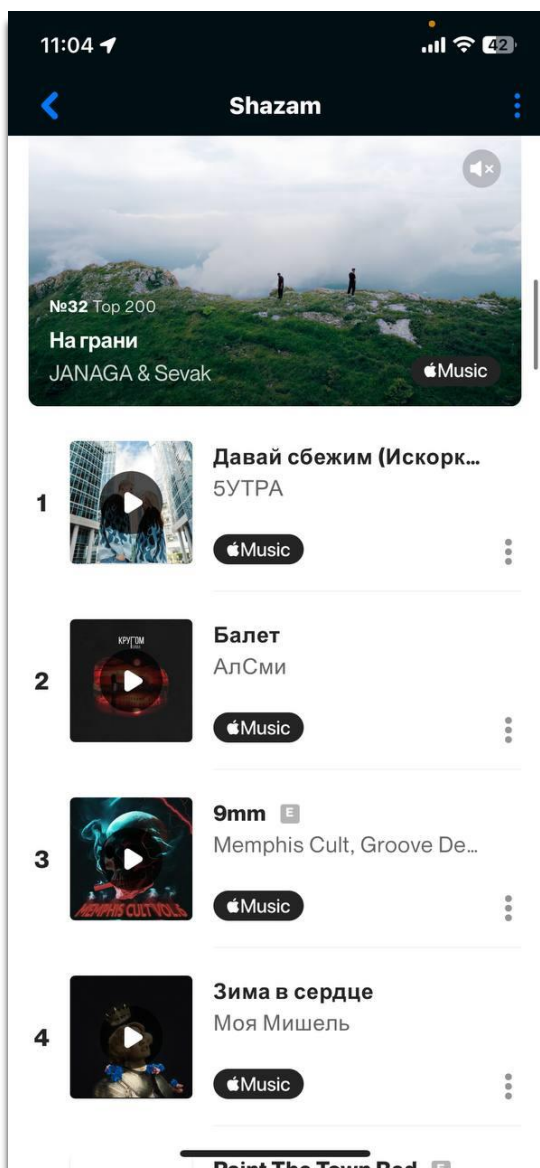 11:04
42
Shazam
№32 Top 200
На грани
JANAGA & Sevak
Music
1
Давай сбежим (Искорк...
5УТРА
Music
2
КРУГОМ
Балет
АлСми
Music
3
MEMPHIS CULT VOL.6
9mm E
Memphis Cult, Groove De...
Music
4
Зима в сердце
Моя Мишель
Music
Paint The Town Red E